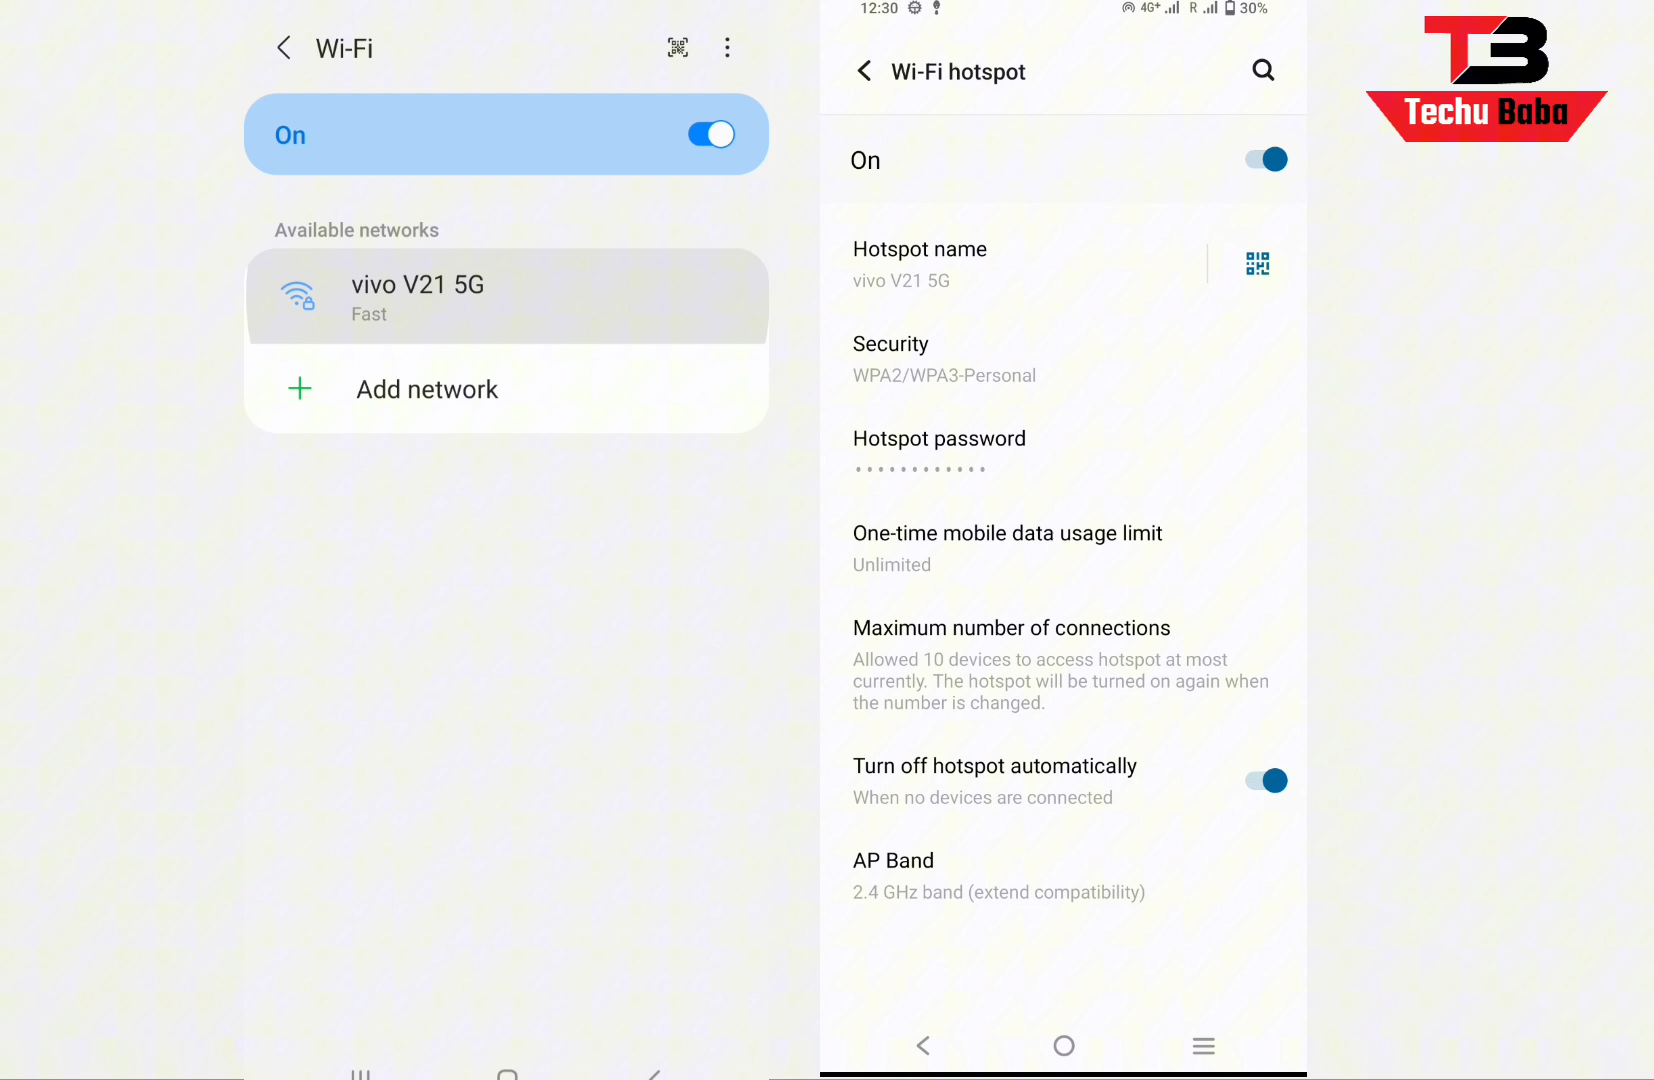 Wi-Fi
On
Available networks
vivo V21 5G
Fast
Add network
12:30
4G+ R 30%
Wi-Fi hotspot
On
Hotspot name
vivo V21 5G
Security
WPA2/WPA3-Personal
Hotspot password
............
One-time mobile data usage limit
Unlimited
Maximum number of connections
Allowed 10 devices to access hotspot at most
currently. The hotspot will be turned on again when
the number is changed.
Turn off hotspot automatically
When no devices are connected
AP Band
2.4 GHz band (extend compatibility)
TB
Techu Baba